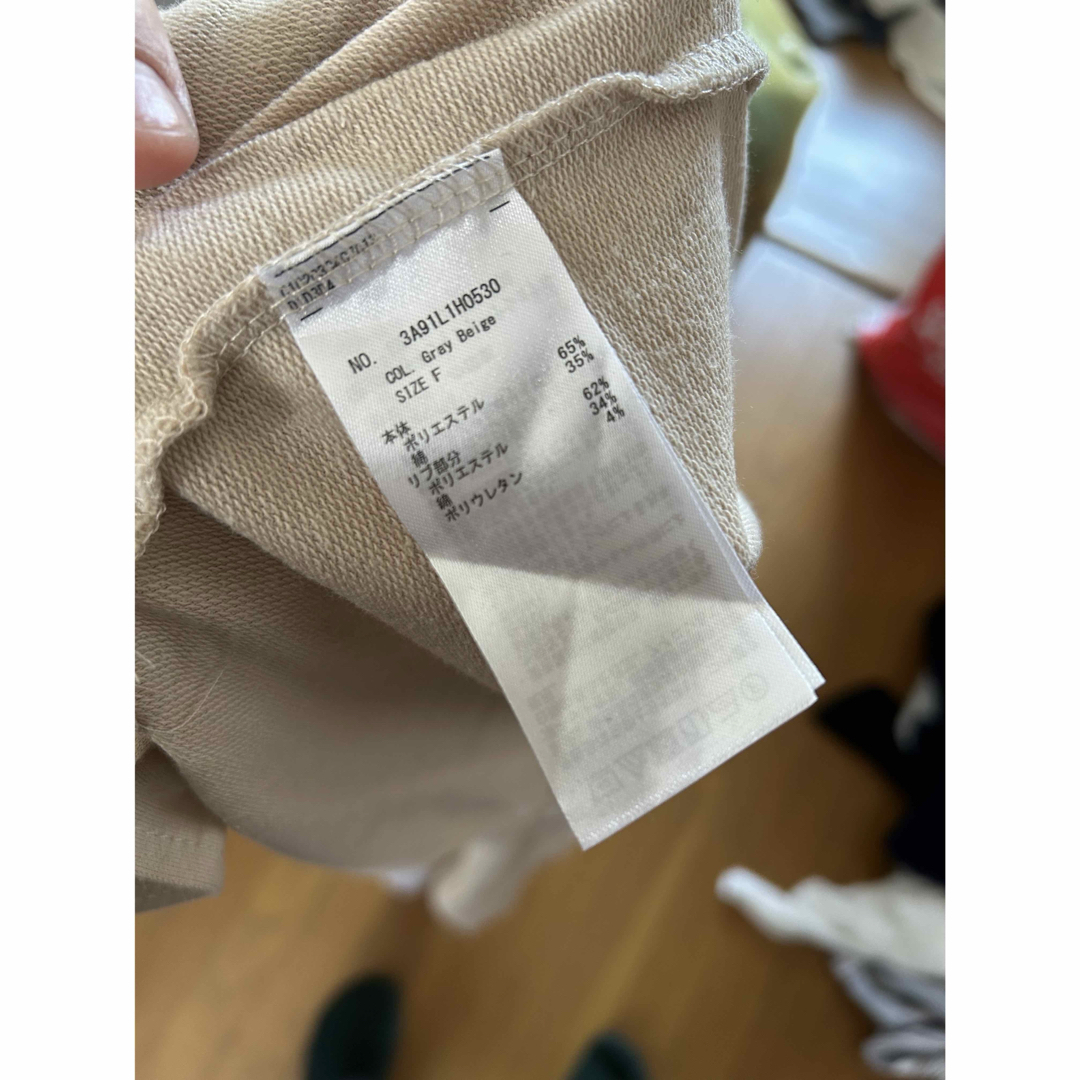 NO. 3A91L1H0530
COL. Gray Beige
SIZE F
本体
ポリエステル 65%
綿 35%
リブ部分
ポリエステル 62%
綿 34%
ポリウレタン 4%